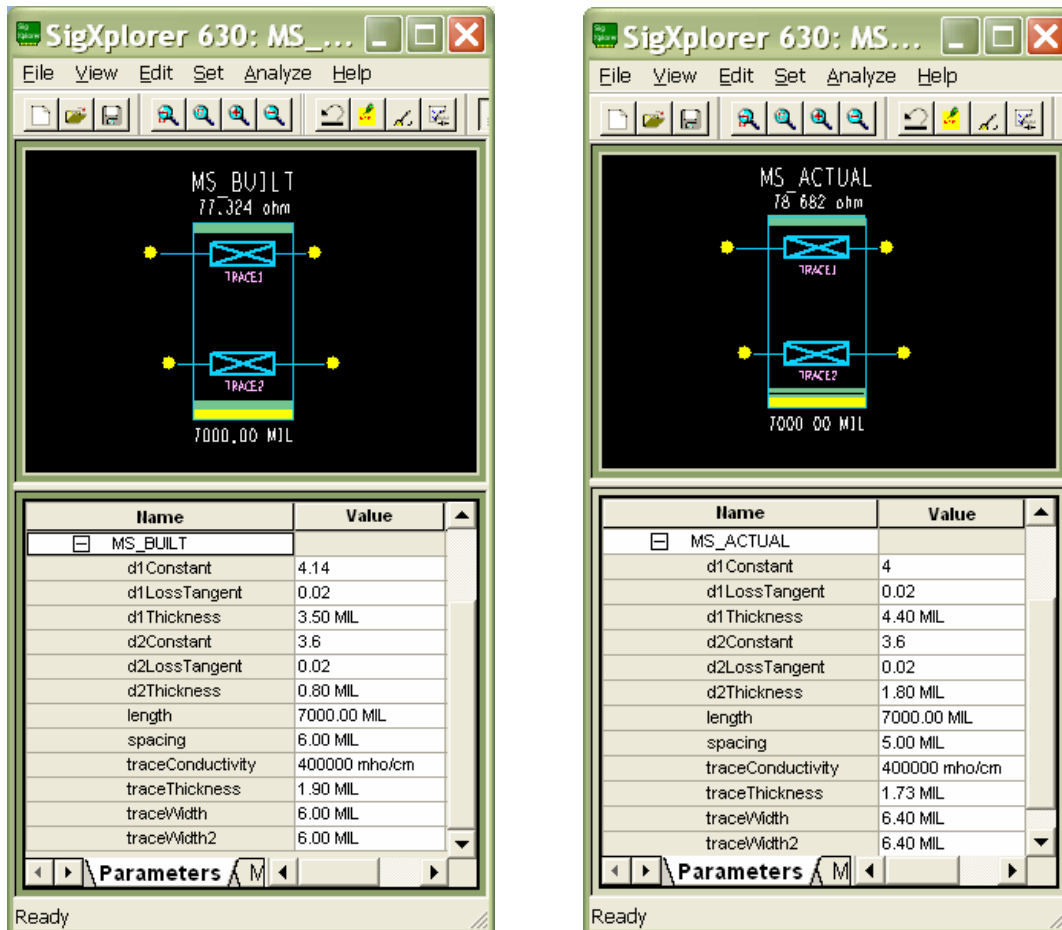 SigXplorer 630: MS_...
File View Edit Set Analyze Help
MS_BUILT
77.324 ohm
TRACE1
TRACE2
7000.00 MIL
Name Value
MS_BUILT
d1Constant 4.14
d1LossTangent 0.02
d1Thickness 3.50 MIL
d2Constant 3.6
d2LossTangent 0.02
d2Thickness 0.80 MIL
length 7000.00 MIL
spacing 6.00 MIL
traceConductivity 400000 mho/cm
traceThickness 1.90 MIL
traceWidth 6.00 MIL
traceWidth2 6.00 MIL
Parameters M
Ready
SigXplorer 630: MS...
File View Edit Set Analyze Help
MS_ACTUAL
78 682 ohm
TRACE1
TRACE2
7000 00 MIL
Name Value
MS_ACTUAL
d1Constant 4
d1LossTangent 0.02
d1Thickness 4.40 MIL
d2Constant 3.6
d2LossTangent 0.02
d2Thickness 1.80 MIL
length 7000.00 MIL
spacing 5.00 MIL
traceConductivity 400000 mho/cm
traceThickness 1.73 MIL
traceWidth 6.40 MIL
traceWidth2 6.40 MIL
Parameters M
Ready